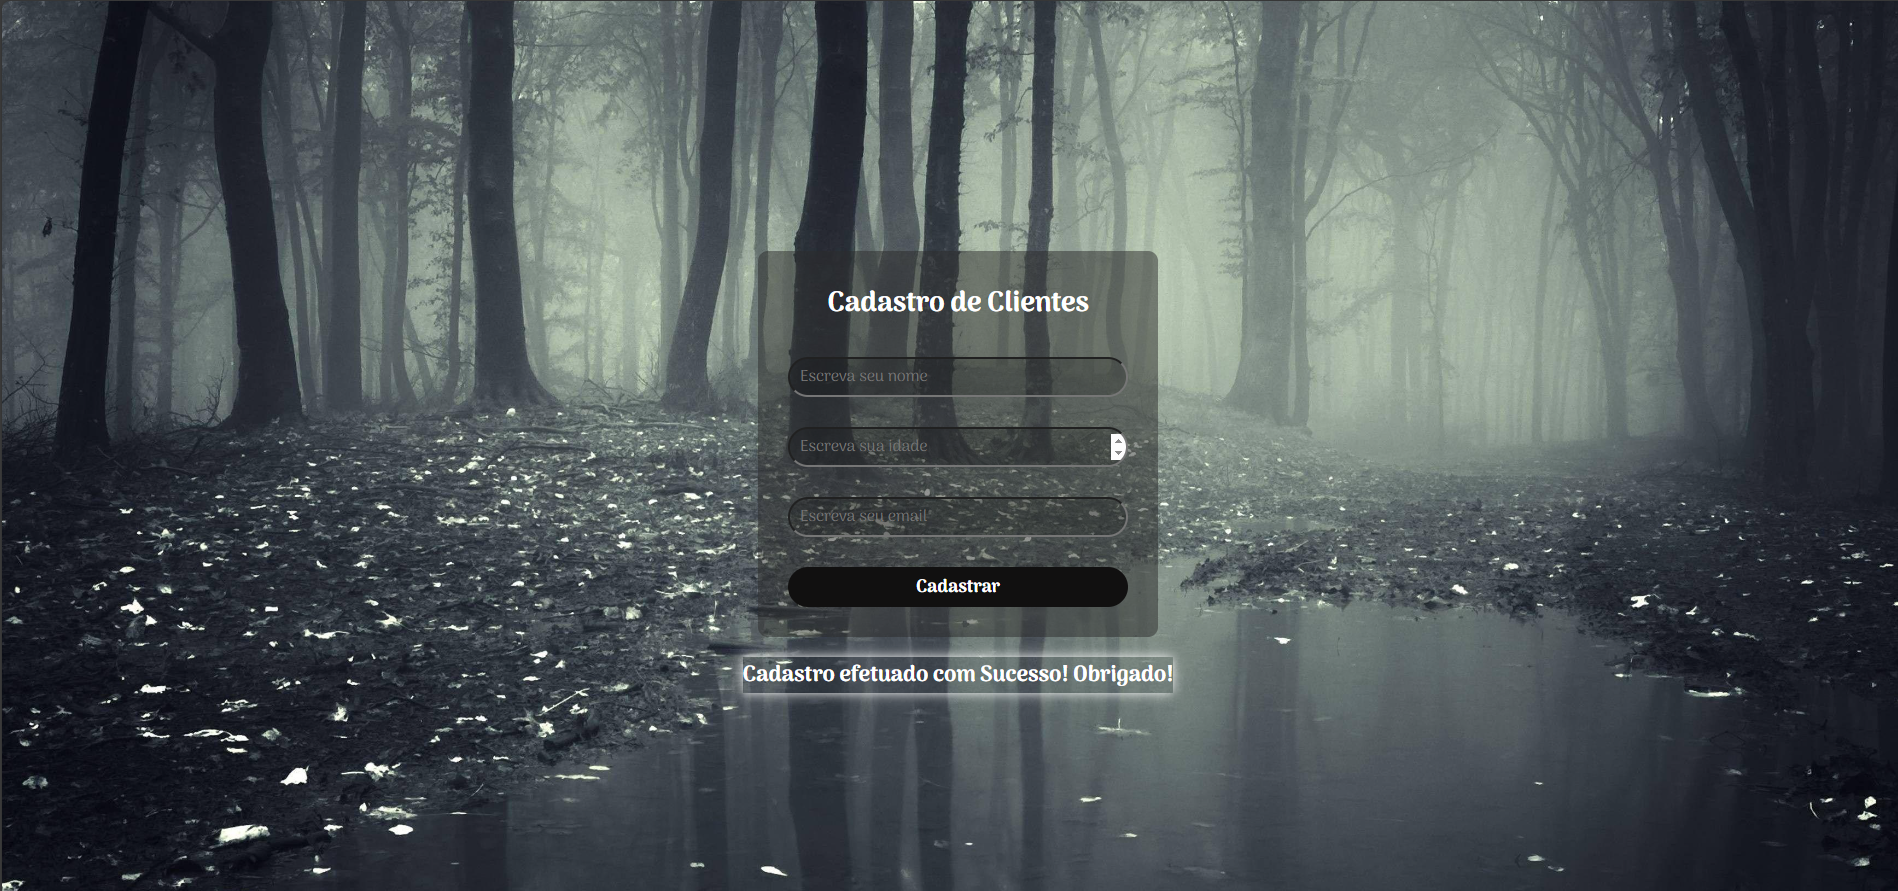 Cadastro de Clientes
Escreva seu nome
Escreva sua idade
Escreva seu email
Cadastrar
Cadastro efetuado com Sucesso! Obrigado!